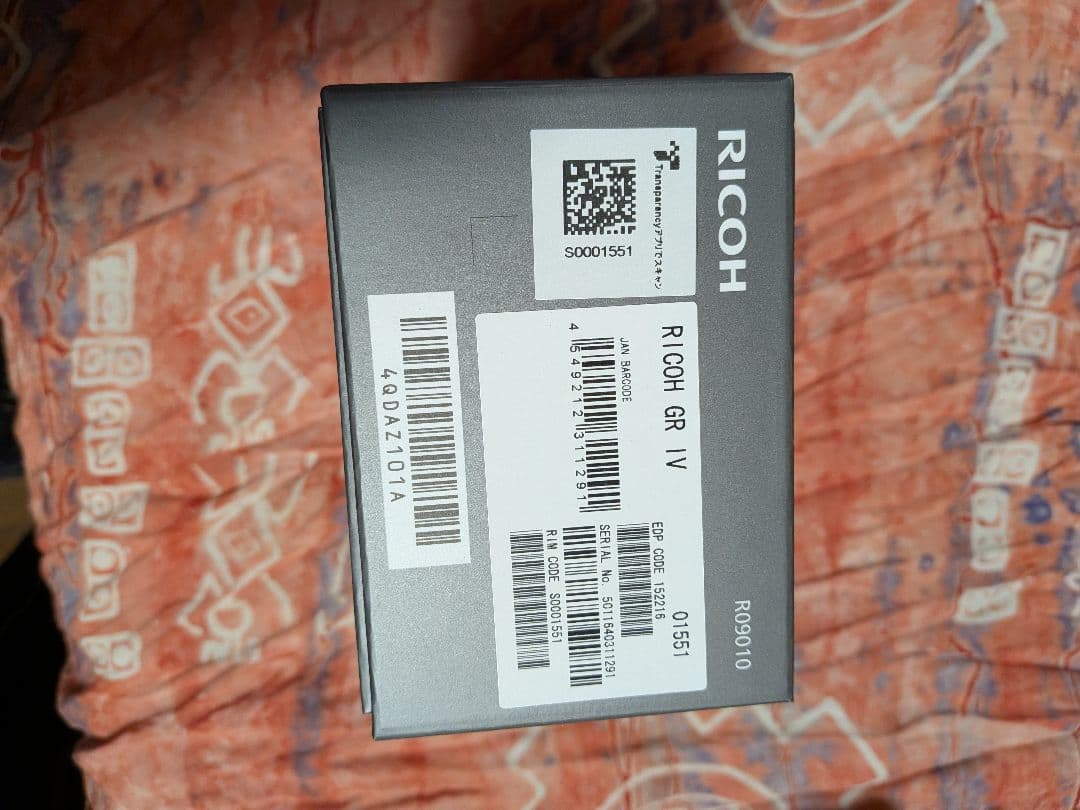 RICOH
R09010
Transparencyアプリでスキャン
S0001551
RICOH GR IV
01551
JAN BARCODE
4 549212 311291
EDP CODE 152216
SERIAL No. 5011640311291
RIM CODE S0001551
4QDAZ101A